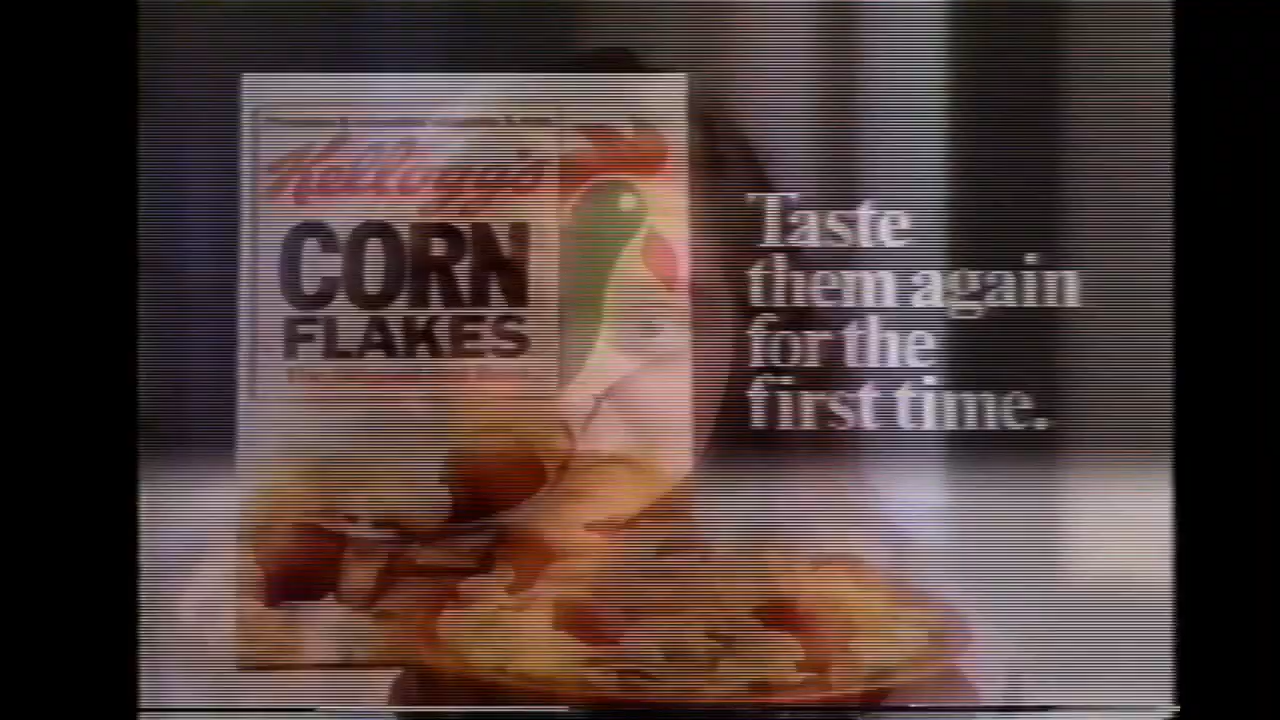 Kellogg's
CORN
FLAKES
Taste
them again
for the
first time.